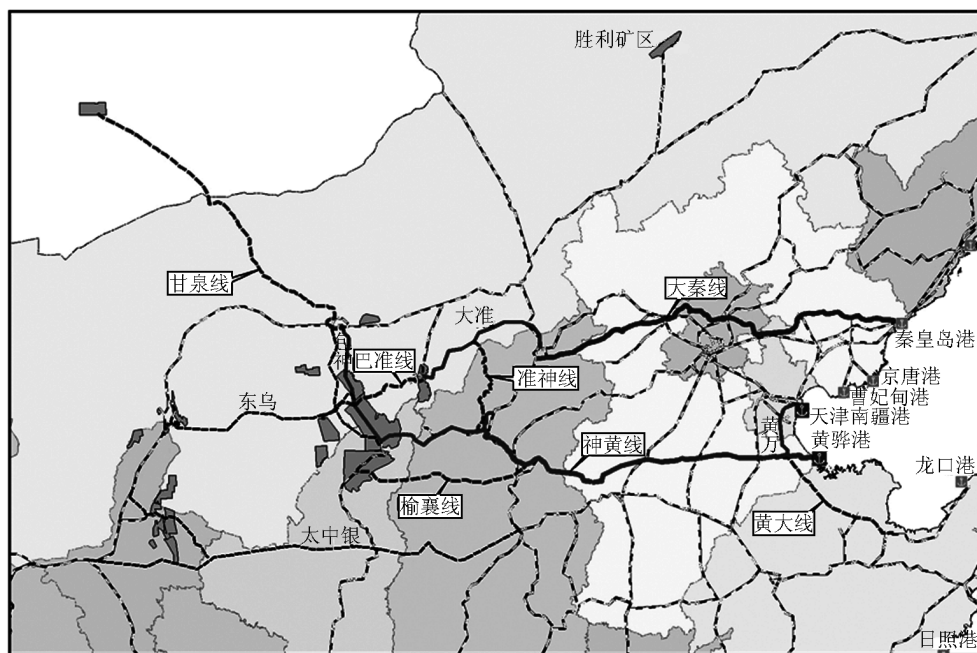 胜利矿区
甘泉线
大秦线
大准
秦皇岛港
包神
巴准线
准神线
京唐港
曹妃甸港
东乌
天津南疆港
黄万
黄骅港
神黄线
龙口港
榆襄线
黄大线
太中银
日照港